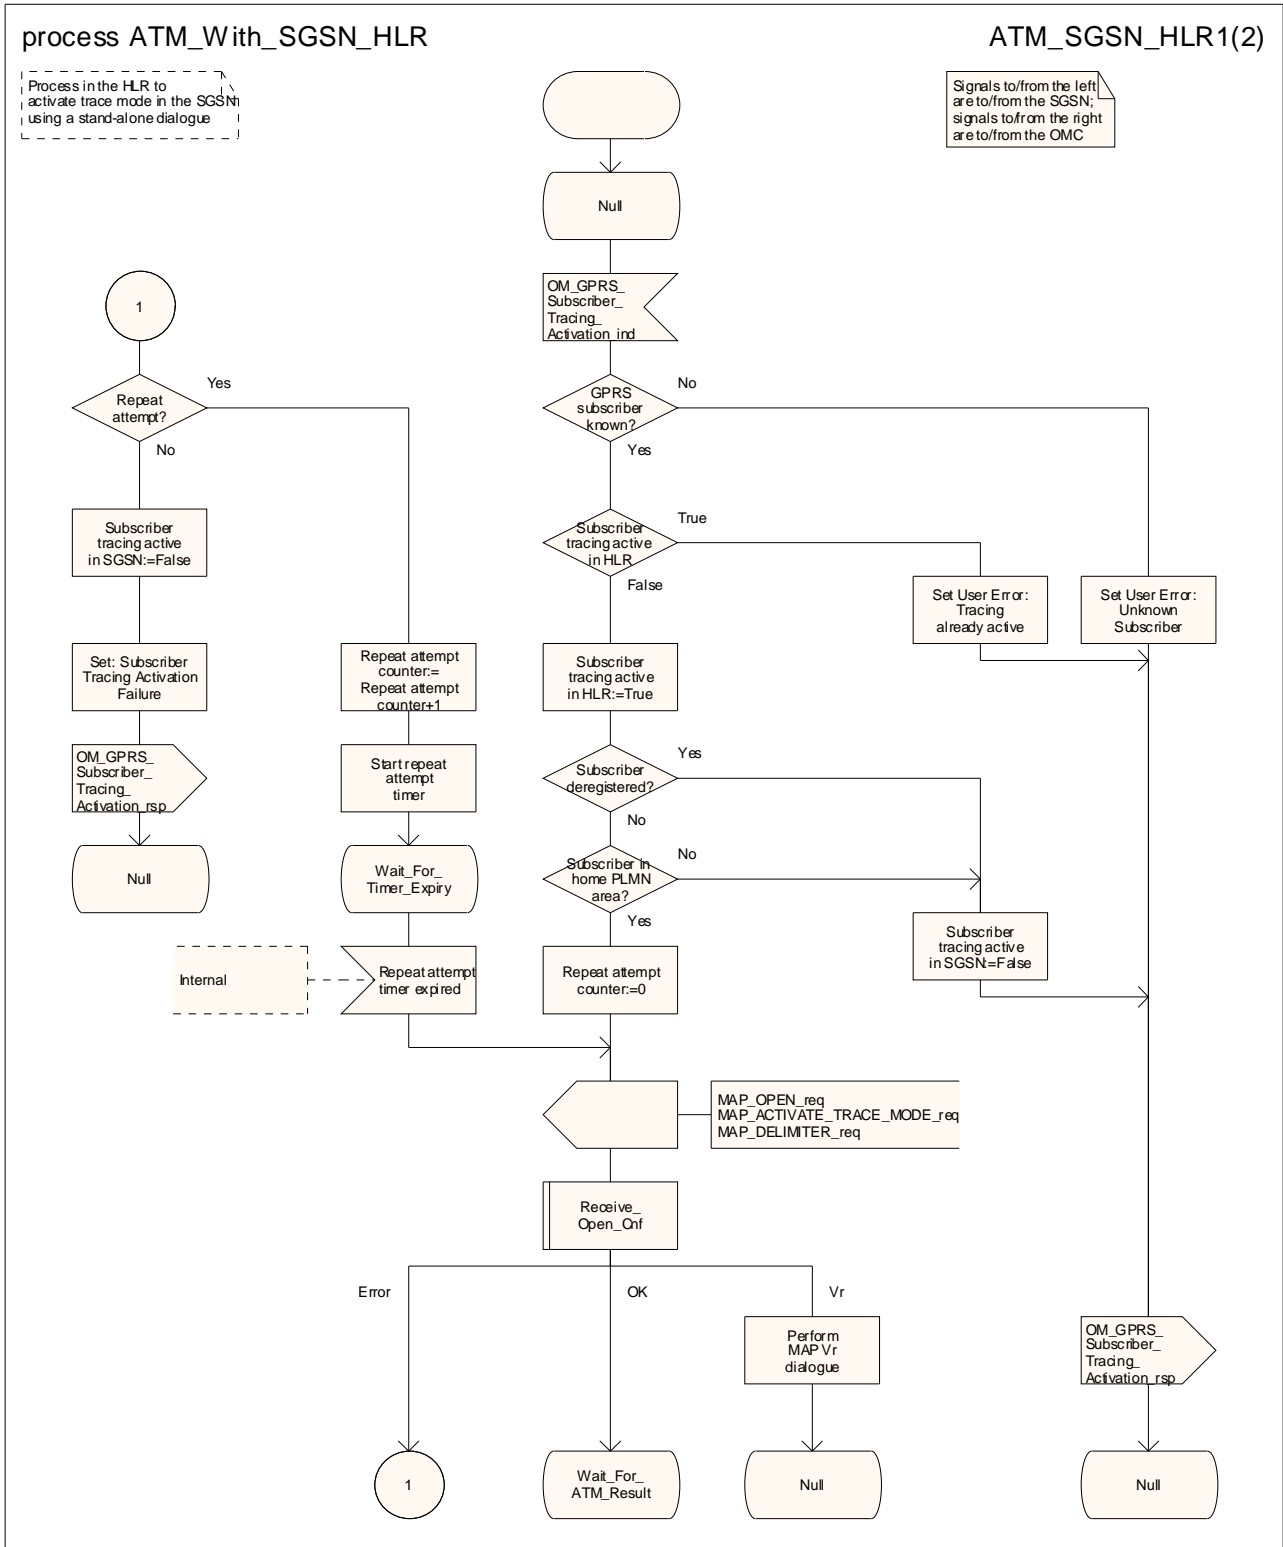 process ATM_With_SGSN_HLR
ATM_SGSN_HLR1(2)
Process in the HLR to
activate trace mode in the SGSN
using a stand-alone dialogue
Signals to/from the left
are to/from the SGSN;
signals to/from the right
are to/from the OMC
Null
OM_GPRS_
Subscriber_
Tracing_
Activation_ind
1
Repeat
attempt?
Yes
No
GPRS
subscriber
known?
No
Yes
Subscriber
tracing active
in SGSN:=False
Subscriber
tracing active
in HLR
True
False
Set User Error:
Tracing
already active
Set User Error:
Unknown
Subscriber
Set: Subscriber
Tracing Activation
Failure
Repeat attempt
counter:=
Repeat attempt
counter+1
Subscriber
tracing active
in HLR:=True
OM_GPRS_
Subscriber_
Tracing_
Activation_rsp
Start repeat
attempt
timer
Subscriber
deregistered?
Yes
No
Null
Wait_For_
Timer_Expiry
Subscriber in
home PLMN
area?
No
Yes
Subscriber
tracing active
in SGSN:=False
Internal
Repeat attempt
timer expired
Repeat attempt
counter:=0
MAP_OPEN_req
MAP_ACTIVATE_TRACE_MODE_req
MAP_DELIMITER_req
Receive_
Open_Cnf
Error
OK
Vr
Perform
MAP Vr
dialogue
OM_GPRS_
Subscriber_
Tracing_
Activation_rsp
1
Wait_For_
ATM_Result
Null
Null